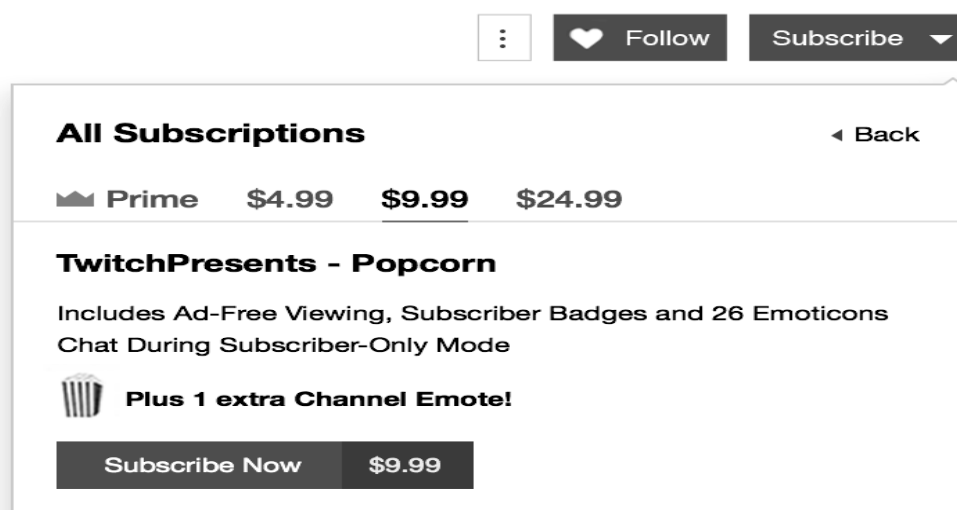 Follow
Subscribe
All Subscriptions
Back
Prime $4.99 $9.99 $24.99
TwitchPresents - Popcorn
Includes Ad-Free Viewing, Subscriber Badges and 26 Emoticons
Chat During Subscriber-Only Mode
Plus 1 extra Channel Emote!
Subscribe Now $9.99